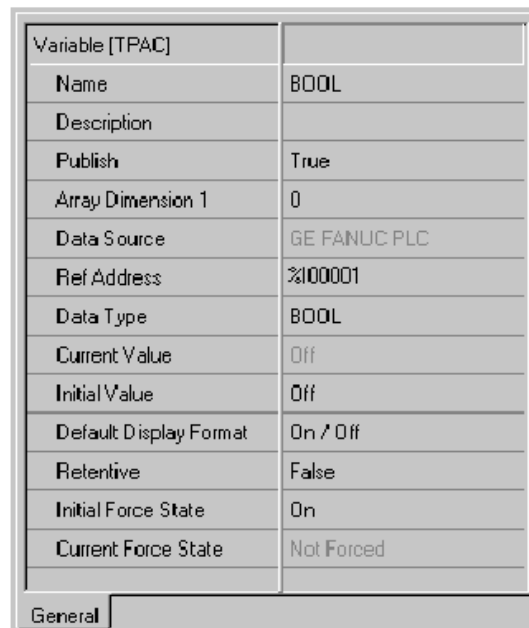 Variable [TPAC]
Name BOOL
Description
Publish True
Array Dimension 1 0
Data Source GE FANUC PLC
Ref Address %I00001
Data Type BOOL
Current Value Off
Initial Value Off
Default Display Format On / Off
Retentive False
Initial Force State On
Current Force State Not Forced
General